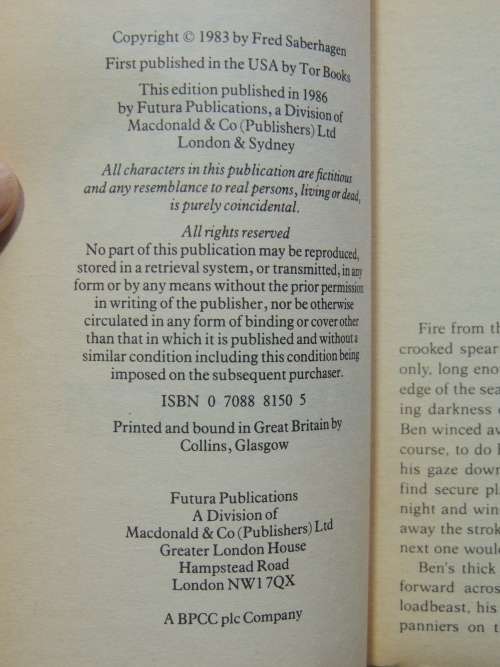 Copyright © 1983 by Fred Saberhagen
First published in the USA by Tor Books
This edition published in 1986
by Futura Publications, a Division of
Macdonald & Co (Publishers) Ltd
London & Sydney
All characters in this publication are fictitious
and any resemblance to real persons, living or dead,
is purely coincidental.
All rights reserved
No part of this publication may be reproduced,
stored in a retrieval system, or transmitted, in any
form or by any means without the prior permission
in writing of the publisher, nor be otherwise
circulated in any form of binding or cover other
than that in which it is published and without a
similar condition including this condition being
imposed on the subsequent purchaser.
ISBN 0 7088 8150 5
Printed and bound in Great Britain by
Collins, Glasgow
Futura Publications
A Division of
Macdonald & Co (Publishers) Ltd
Greater London House
Hampstead Road
London NW1 7QX
A BPCC plc Company
Fire from
crooked spear
only, long
edge of the
ing darkness
Ben winced
course, to do
his gaze down
find secure
night and
away the
next one
Ben's thick
forward
loadbeast, his
panniers on